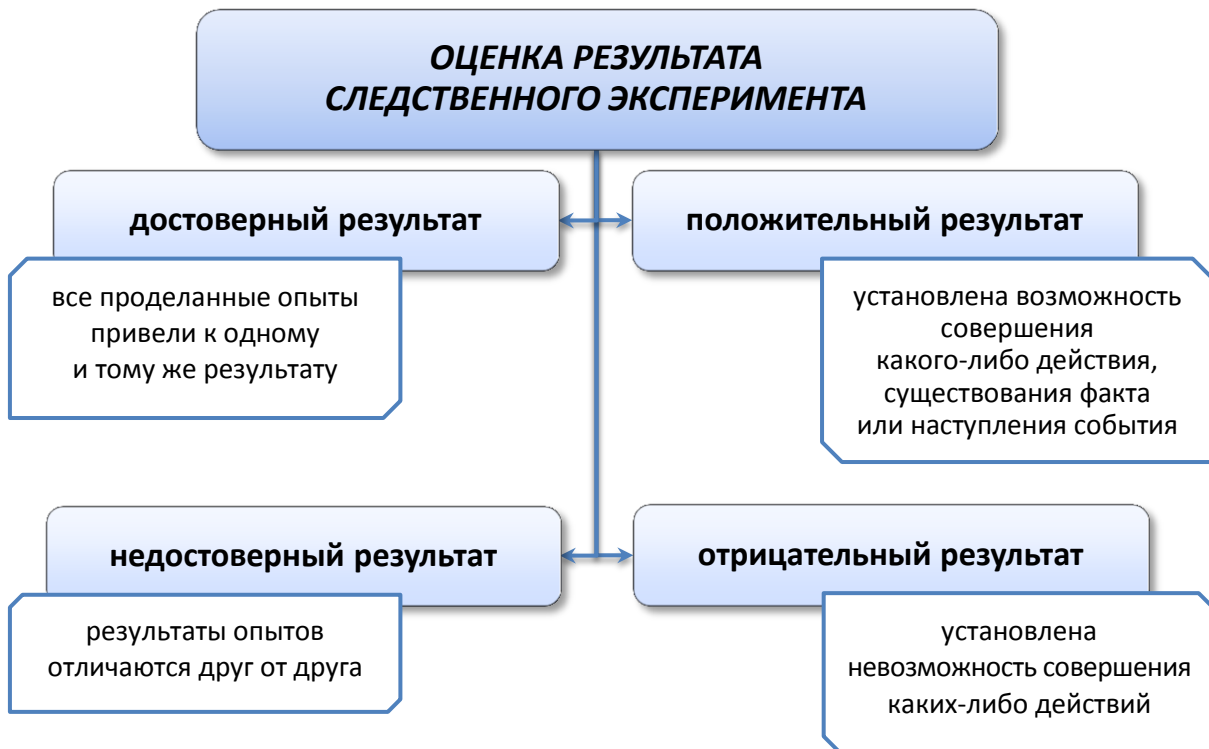 ОЦЕНКА РЕЗУЛЬТАТА
СЛЕДСТВЕННОГО ЭКСПЕРИМЕНТА
достоверный результат
все проделанные опыты
привели к одному
и тому же результату
положительный результат
установлена возможность
совершения
какого-либо действия,
существования факта
или наступления события
недостоверный результат
результаты опытов
отличаются друг от друга
отрицательный результат
установлена
невозможность совершения
каких-либо действий